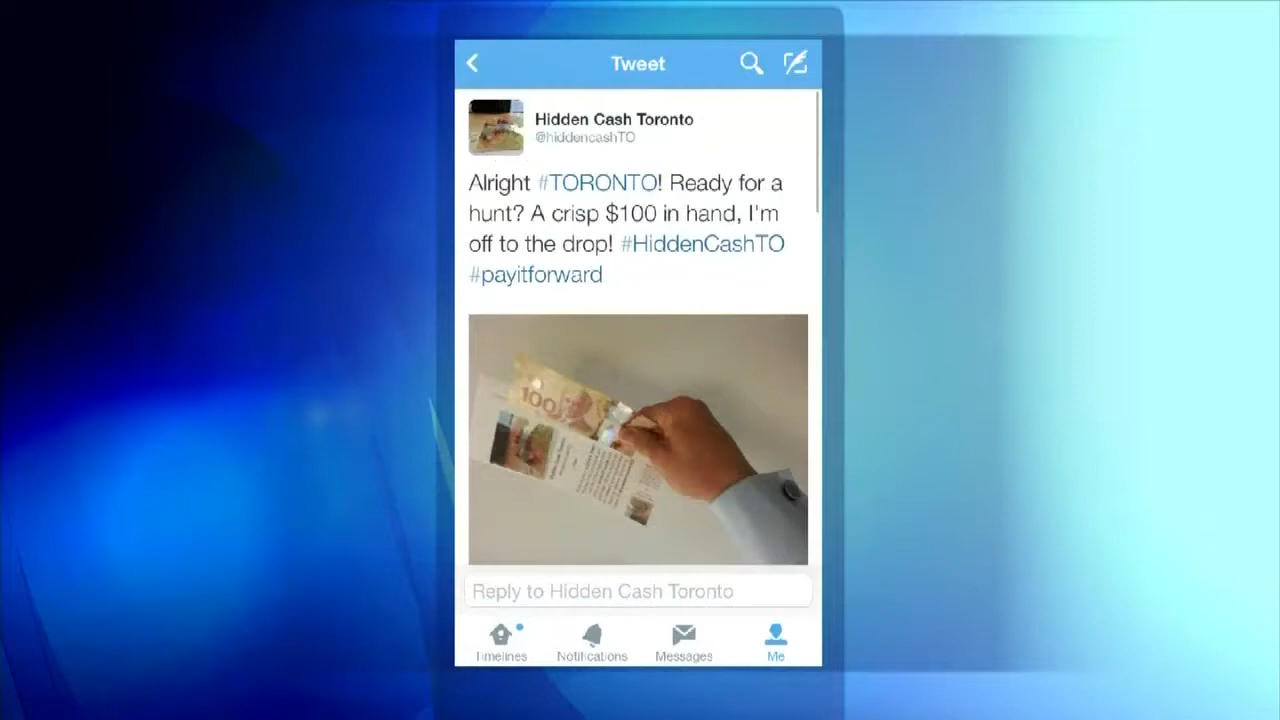 Tweet
Hidden Cash Toronto
@hiddencashTO
Alright #TORONTO! Ready for a
hunt? A crisp $100 in hand, I'm
off to the drop! #HiddenCashTO
#payitforward
100
Reply to Hidden Cash Toronto
Timelines
Notifications
Messages
Me